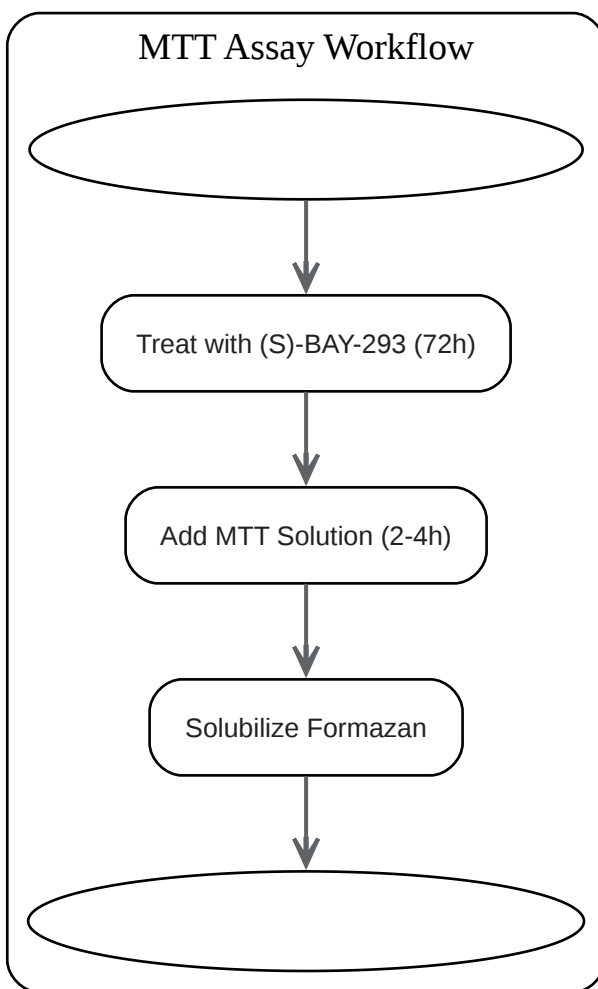 MTT Assay Workflow
Treat with (S)-BAY-293 (72h)
Add MTT Solution (2-4h)
Solubilize Formazan